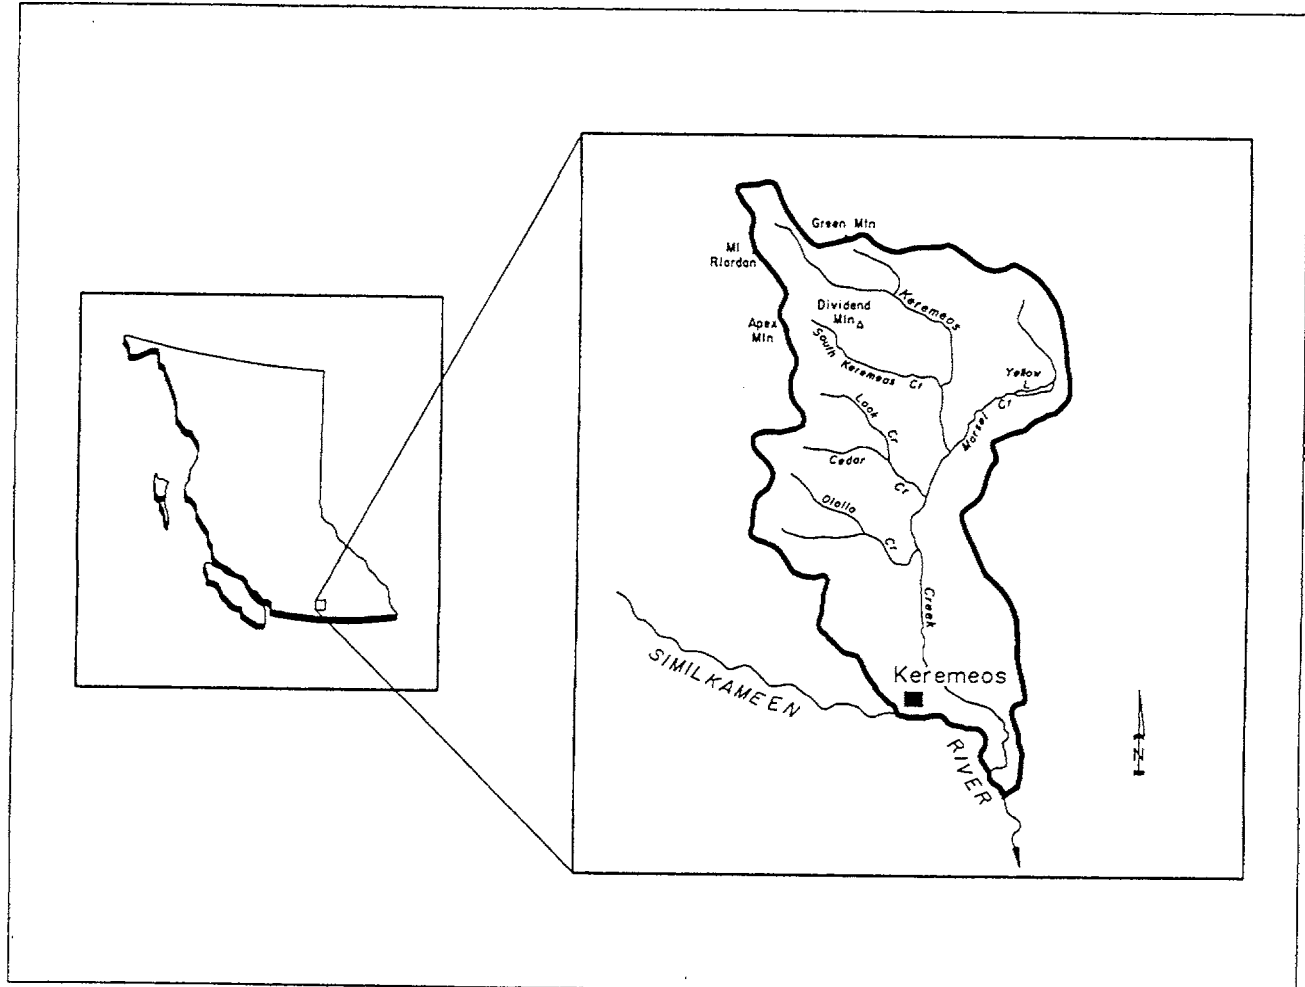 Green Mtn
Mt
Riordan
Keremeos
Dividend
Mtn
Apex
Mtn
South Keremeos Cr
Yellow
L
Marsel Cr
Look Cr
Cedar Cr
Olalla Cr
Creek
Keremeos
SIMILKAMEEN
RIVER
N